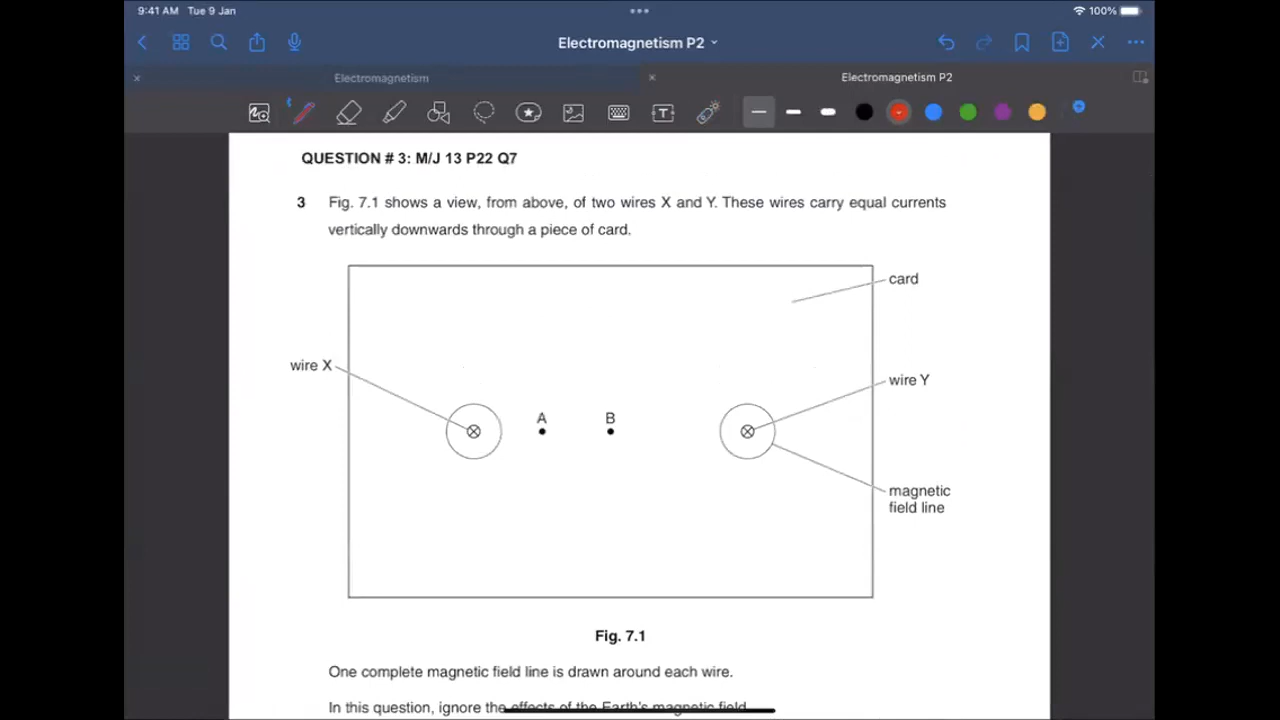 9:41 AM Tue 9 Jan
100%
Electromagnetism P2
Electromagnetism
Electromagnetism P2
T
QUESTION # 3: M/J 13 P22 Q7
3 Fig. 7.1 shows a view, from above, of two wires X and Y. These wires carry equal currents
vertically downwards through a piece of card.
card
wire X
wire Y
A B
magnetic
field line
Fig. 7.1
One complete magnetic field line is drawn around each wire.
In this question, ignore the effects of the Earth's magnetic field.